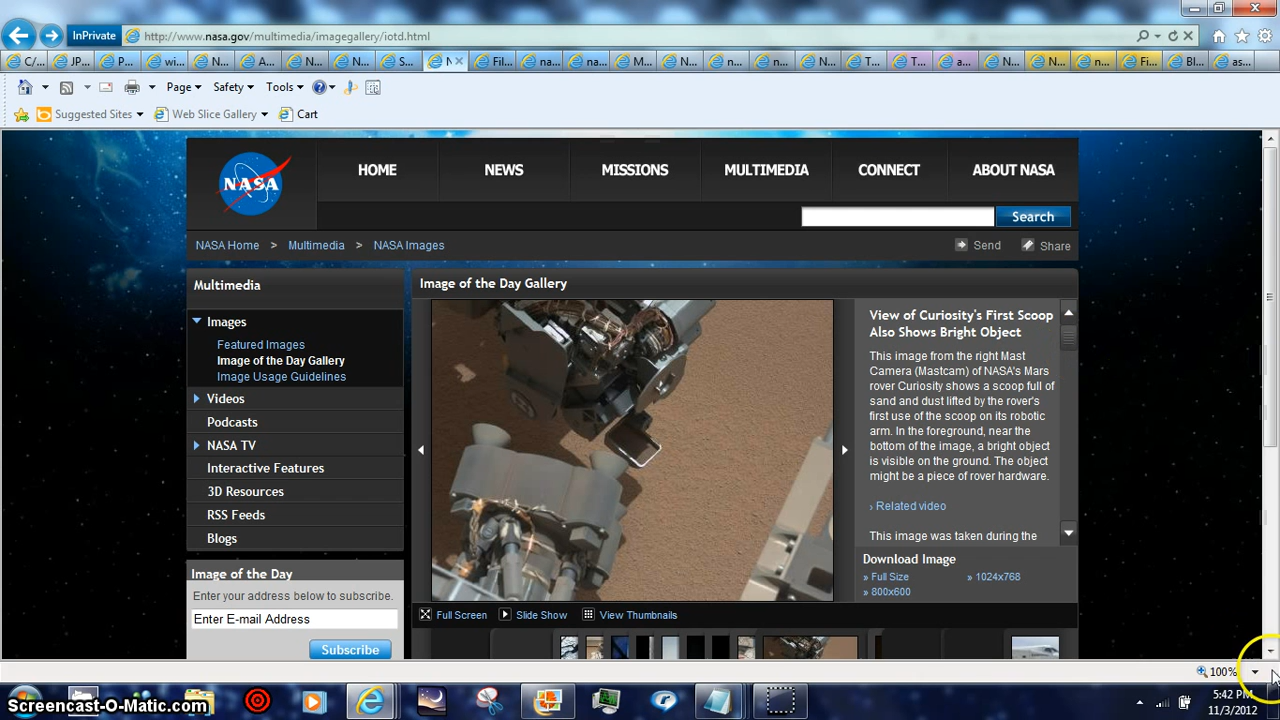 InPrivate
http://www.nasa.gov/multimedia/imagegallery/iotd.html
C/... JP... P... wi... N... A... N... N... S... N Fil... na... na... M... N... n... n... N... T... T... a... N... N... n... Fi... Bl... as...
Page Safety Tools
Suggested Sites Web Slice Gallery Cart
NASA
HOME NEWS MISSIONS MULTIMEDIA CONNECT ABOUT NASA
Search
NASA Home > Multimedia > NASA Images Send Share
Multimedia
Images
Featured Images
Image of the Day Gallery
Image Usage Guidelines
Videos
Podcasts
NASA TV
Interactive Features
3D Resources
RSS Feeds
Blogs
Image of the Day
Enter your address below to subscribe.
Enter E-mail Address
Subscribe
Image of the Day Gallery
View of Curiosity's First Scoop
Also Shows Bright Object
This image from the right Mast
Camera (Mastcam) of NASA's Mars
rover Curiosity shows a scoop full of
sand and dust lifted by the rover's
first use of the scoop on its robotic
arm. In the foreground, near the
bottom of the image, a bright object
is visible on the ground. The object
might be a piece of rover hardware.
› Related video
This image was taken during the
Download Image
» Full Size » 1024x768
» 800x600
Full Screen Slide Show View Thumbnails
100%
Screencast-O-Matic.com
5:42 PM
11/3/2012